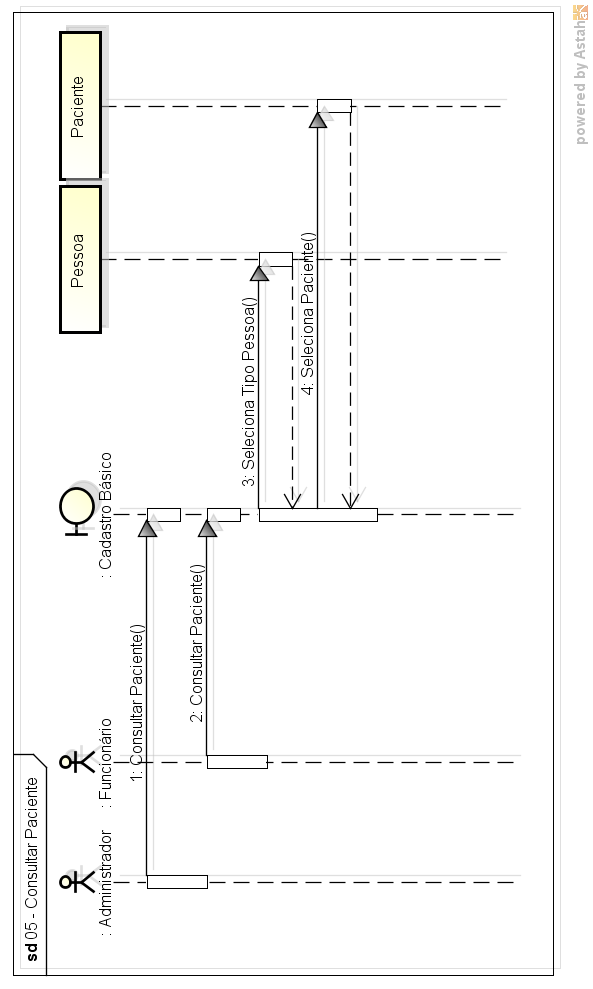 sd 05 - Consultar Paciente
: Administrador
: Funcionário
: Cadastro Básico
Pessoa
Paciente
1: Consultar Paciente()
2: Consultar Paciente()
3: Seleciona Tipo Pessoa()
4: Seleciona Paciente()
powered by Astah